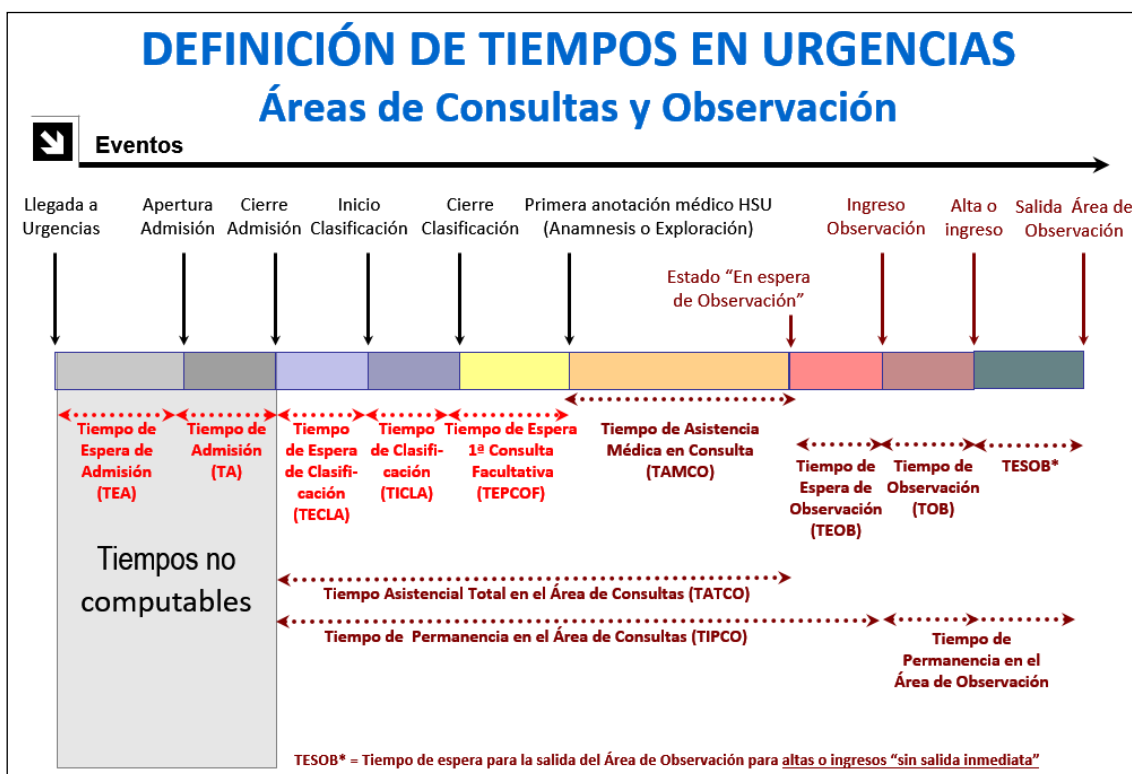 DEFINICIÓN DE TIEMPOS EN URGENCIAS
Áreas de Consultas y Observación
Eventos
Llegada a
Urgencias
Apertura
Admisión
Cierre
Admisión
Inicio
Clasificación
Cierre
Clasificación
Primera anotación médico HSU
(Anamnesis o Exploración)
Estado “En espera
de Observación”
Ingreso
Observación
Alta o
ingreso
Salida Área de
Observación
Tiempo de
Espera de
Admisión
(TEA)
Tiempo de
Admisión
(TA)
Tiempo
de Espera
de Clasifi-
cación
(TECLA)
Tiempo
de Clasifi-
cación
(TICLA)
Tiempo de Espera
1ª Consulta
Facultativa
(TEPCOF)
Tiempo de Asistencia
Médica en Consulta
(TAMCO)
Tiempo de
Espera de
Observación
(TEOB)
Tiempo de
Observación
(TOB)
TESOB*
Tiempos no
computables
Tiempo Asistencial Total en el Área de Consultas (TATCO)
Tiempo de Permanencia en el Área de Consultas (TIPCO)
Tiempo de
Permanencia en el
Área de Observación
TESOB* = Tiempo de espera para la salida del Área de Observación para altas o ingresos “sin salida inmediata”